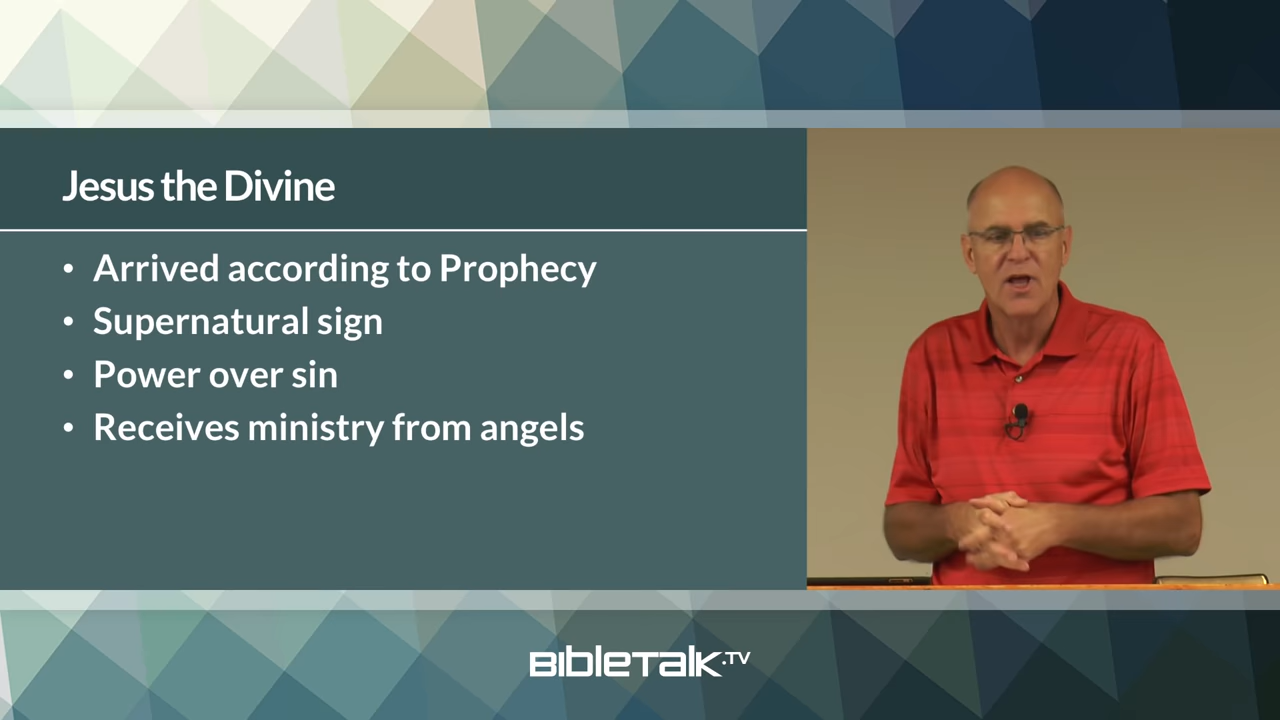 Jesus the Divine
• Arrived according to Prophecy
• Supernatural sign
• Power over sin
• Receives ministry from angels
BibleTalk.TV